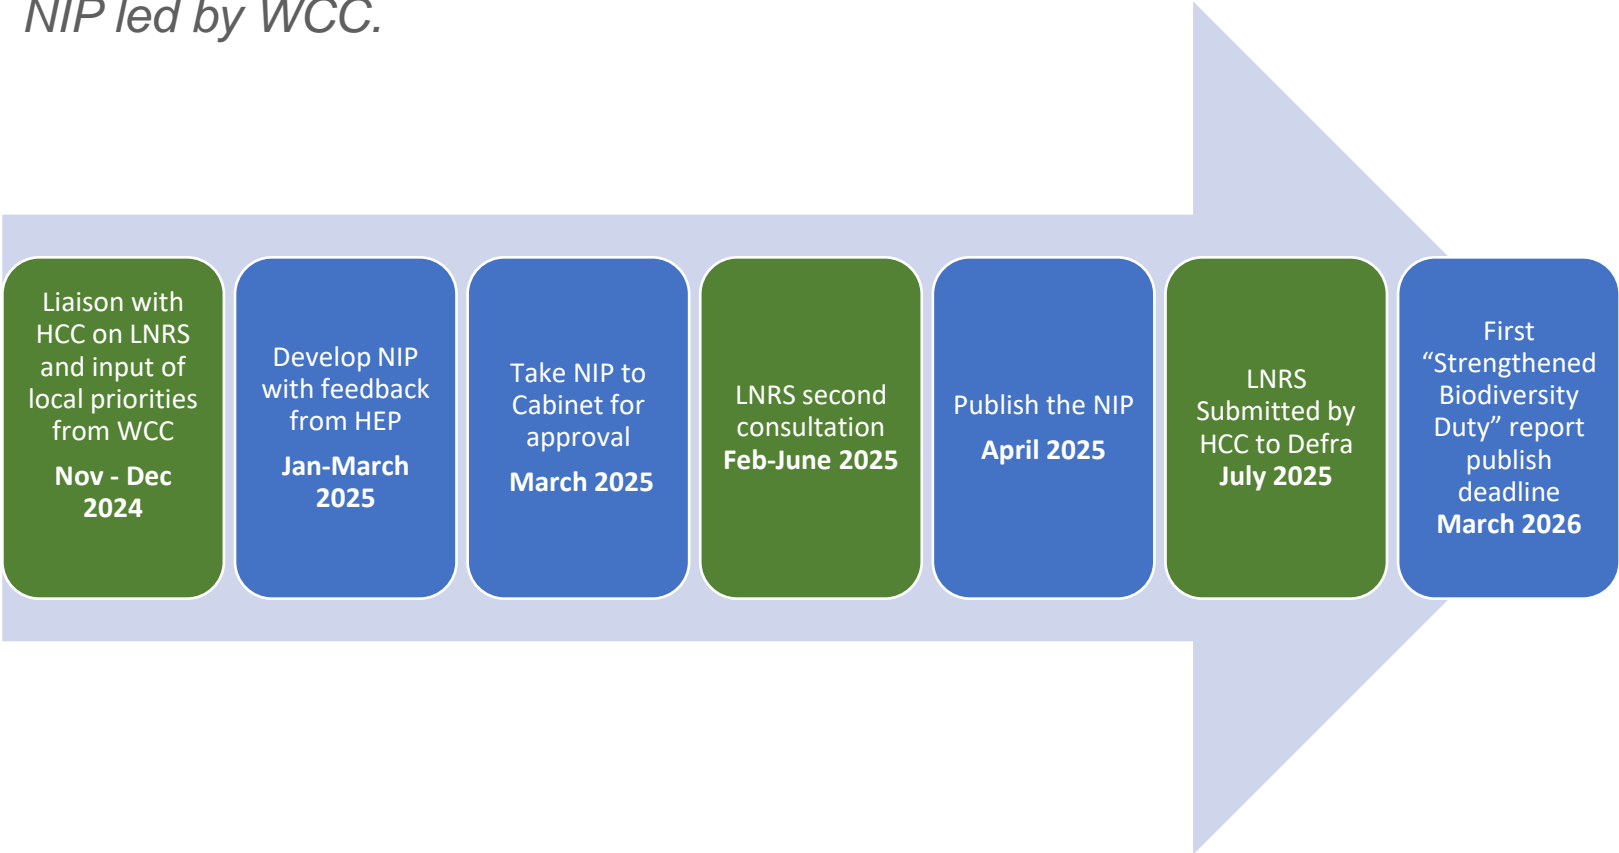 NIP led by WCC.
Liaison with
HCC on LNRS
and input of
local priorities
from WCC
Nov - Dec
2024
Develop NIP
with feedback
from HEP
Jan-March
2025
Take NIP to
Cabinet for
approval
March 2025
LNRS second
consultation
Feb-June 2025
Publish the NIP
April 2025
LNRS
Submitted by
HCC to Defra
July 2025
First
“Strengthened
Biodiversity
Duty” report
publish
deadline
March 2026